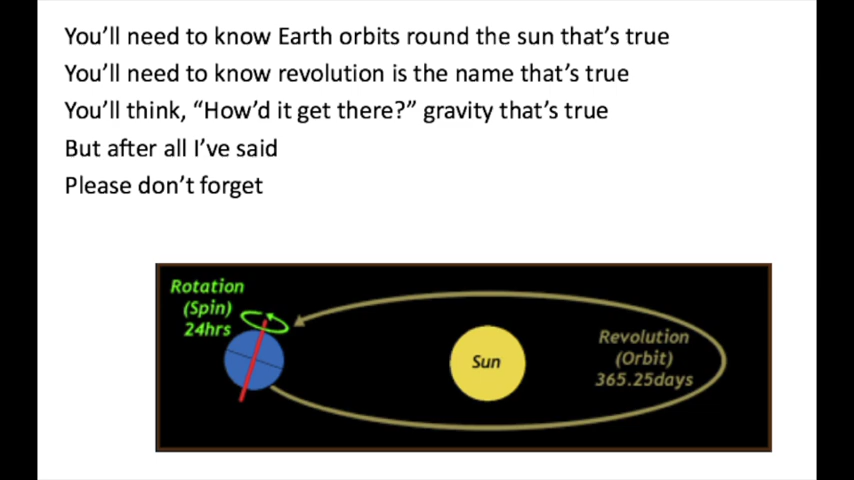 You'll need to know Earth orbits round the sun that's true
You'll need to know revolution is the name that's true
You'll think, “How'd it get there?” gravity that's true
But after all I've said
Please don't forget
Rotation
(Spin)
24hrs
Sun
Revolution
(Orbit)
365.25days